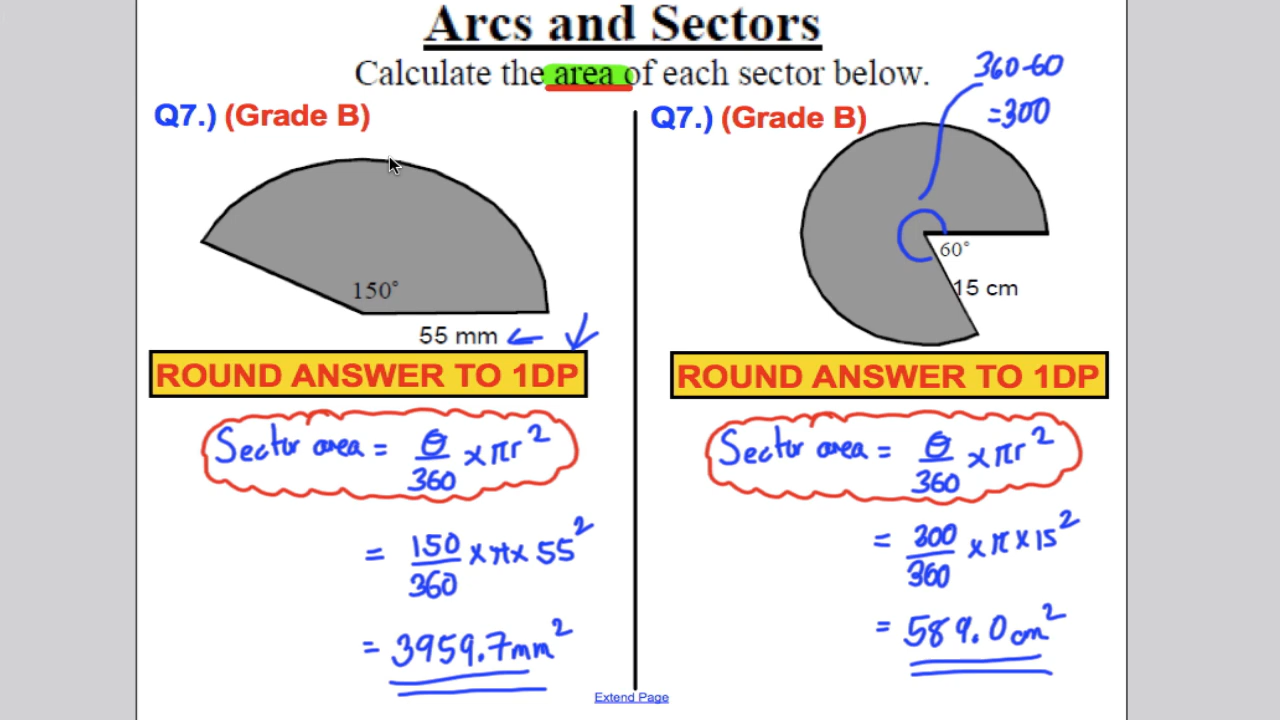 Arcs and Sectors
Calculate the area of each sector below.
360-60
=300
Q7.) (Grade B)
150°
55 mm
ROUND ANSWER TO 1DP
Sector area = θ/360 × πr²
= 150/360 × π × 55²
= 3959.7mm²
Q7.) (Grade B)
60°
15 cm
ROUND ANSWER TO 1DP
Sector area = θ/360 × πr²
= 300/360 × π × 15²
= 589.0cm²
Extend Page